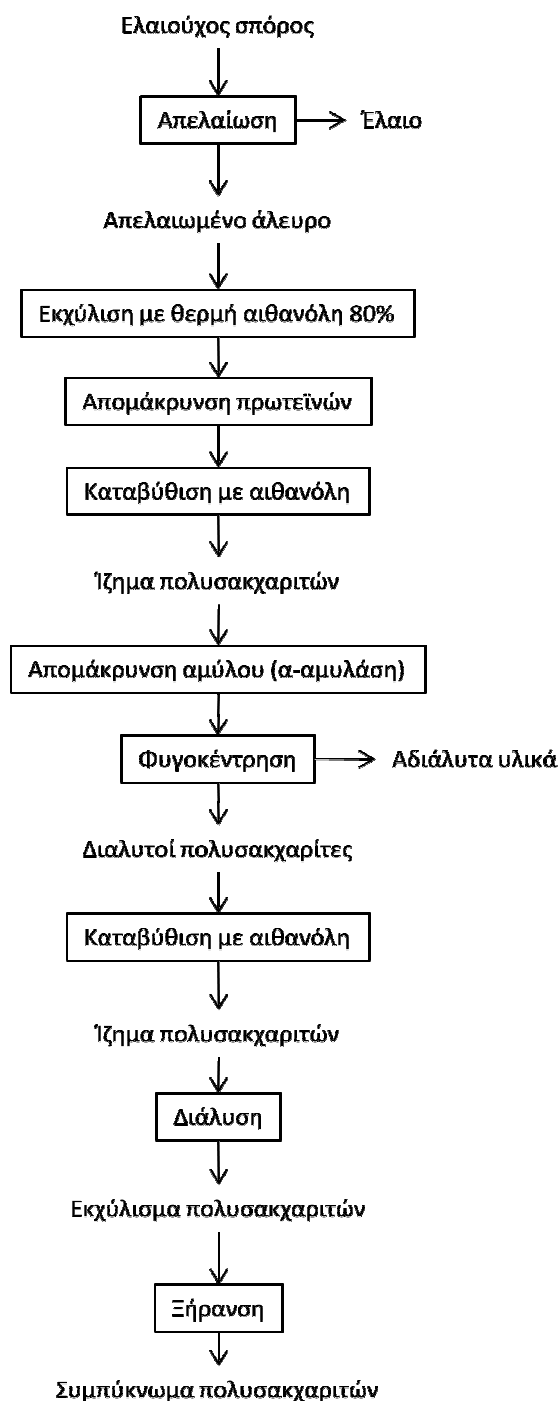 Ελαιούχος σπόρος
Απελαίωση
Έλαιο
Απελαιωμένο άλευρο
Εκχύλιση με θερμή αιθανόλη 80%
Απομάκρυνση πρωτεϊνών
Καταβύθιση με αιθανόλη
Ίζημα πολυσακχαριτών
Απομάκρυνση αμύλου (α-αμυλάση)
Φυγοκέντρηση
Αδιάλυτα υλικά
Διαλυτοί πολυσακχαρίτες
Καταβύθιση με αιθανόλη
Ίζημα πολυσακχαριτών
Διάλυση
Εκχύλισμα πολυσακχαριτών
Ξήρανση
Συμπύκνωμα πολυσακχαριτών